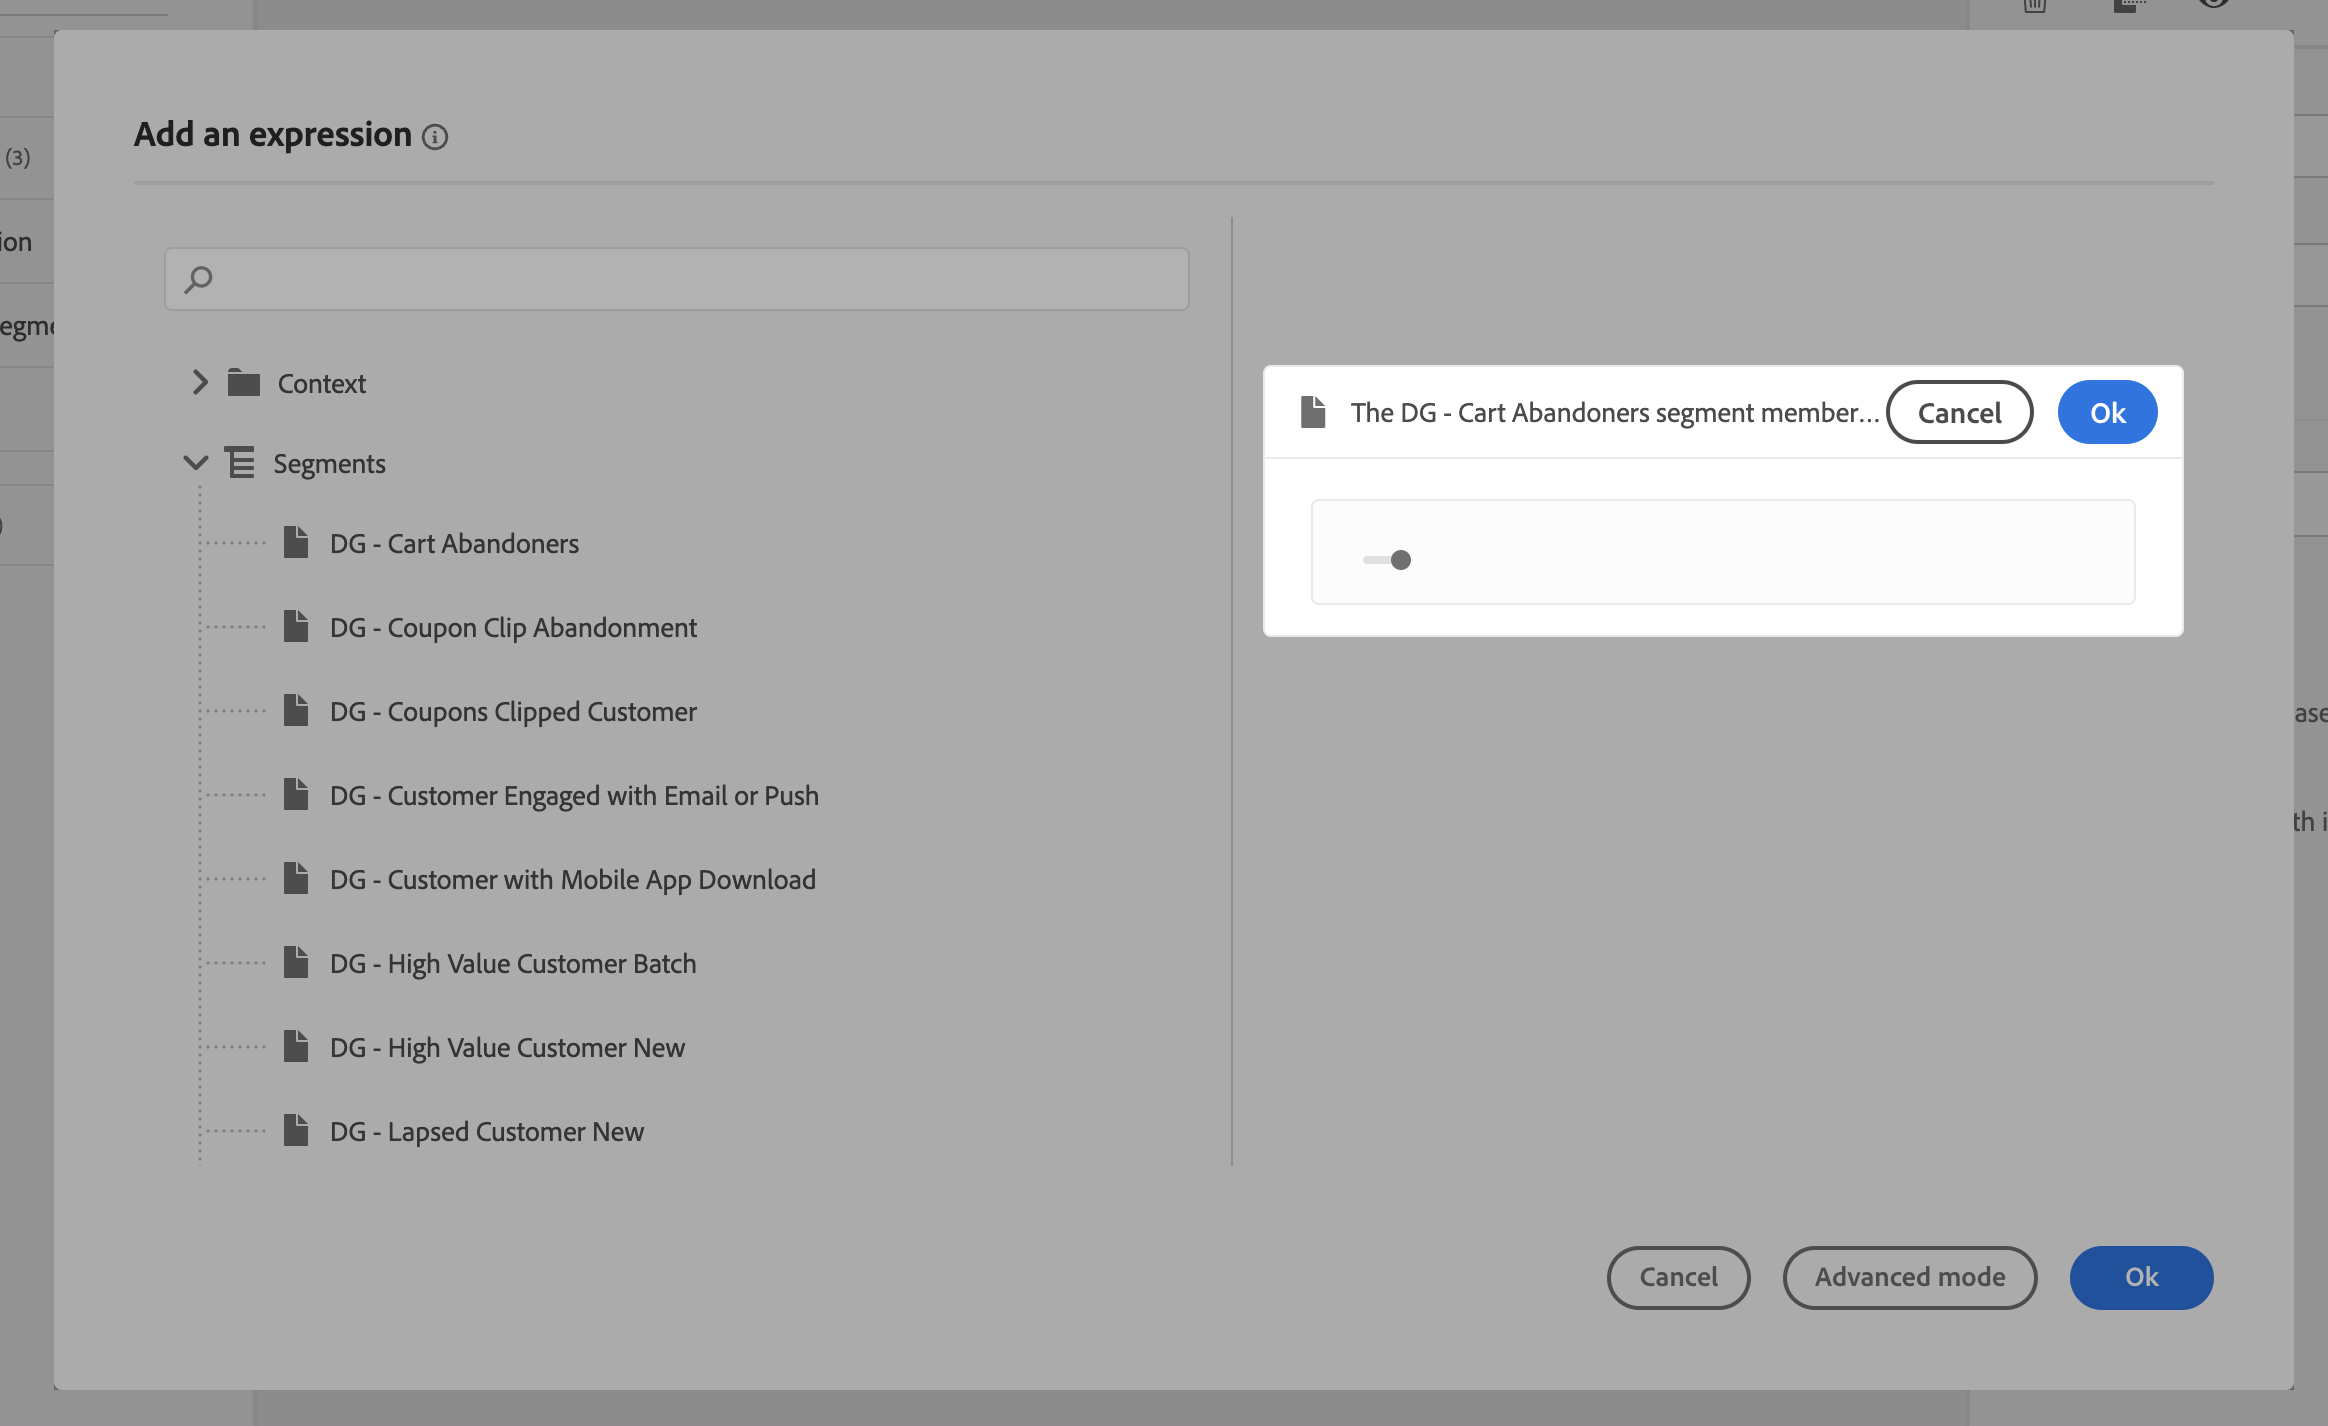 Add an expression
(3)
ion
egme
Context
Segments
DG - Cart Abandoners
DG - Coupon Clip Abandonment
DG - Coupons Clipped Customer
DG - Customer Engaged with Email or Push
DG - Customer with Mobile App Download
DG - High Value Customer Batch
DG - High Value Customer New
DG - Lapsed Customer New
The DG - Cart Abandoners segment member...
Cancel
Ok
ase
th i
Cancel
Advanced mode
Ok